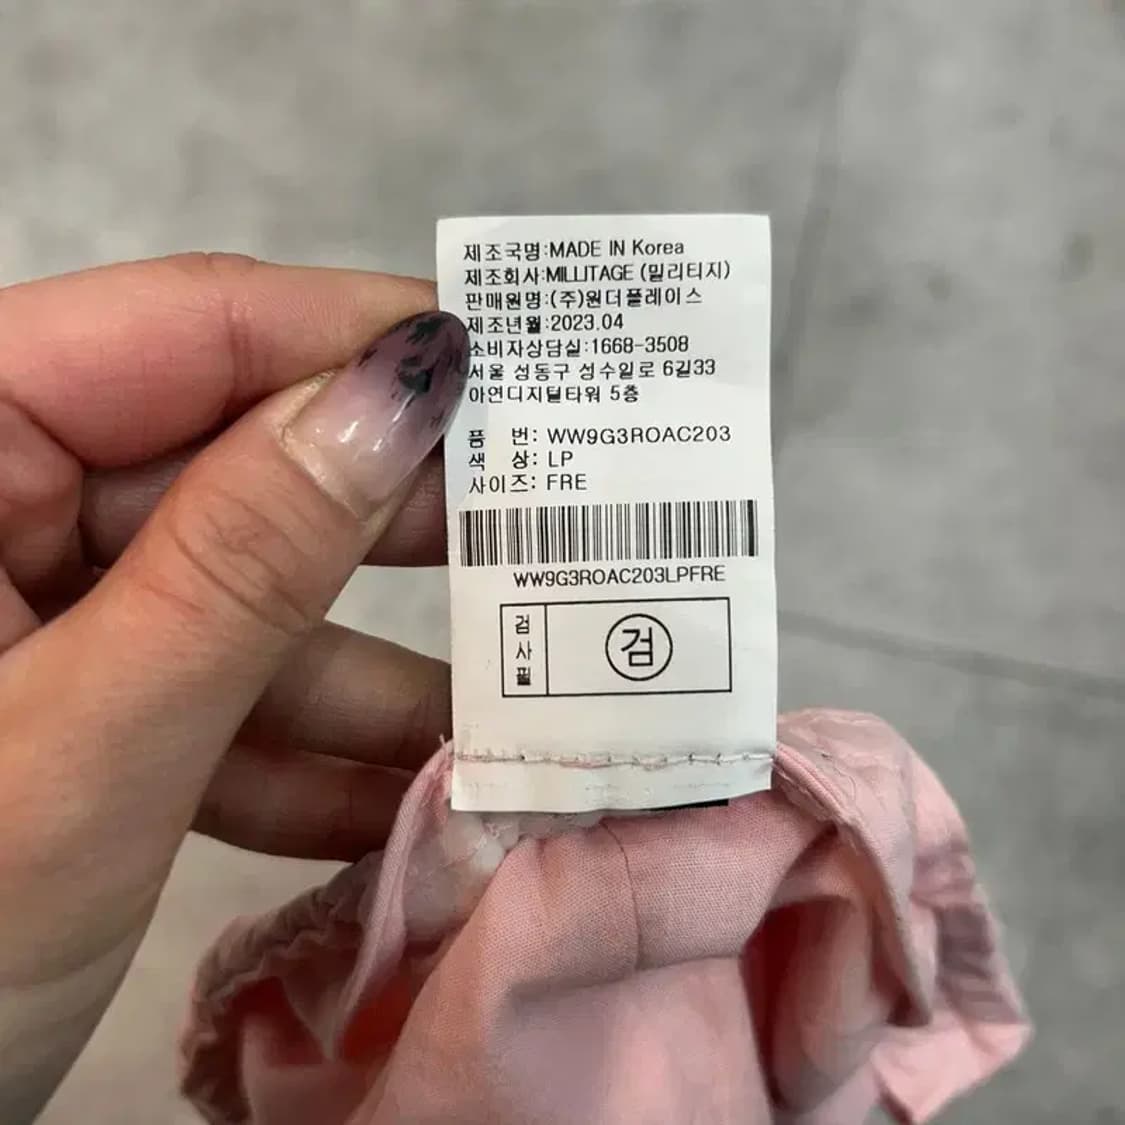 제조국명:MADE IN Korea
제조회사:MILLITAGE (밀리티지)
판매원명:(주)원더플레이스
제조년월:2023.04
소비자상담실:1668-3508
서울 성동구 성수일로 6길33
아연디지털타워 5층
품 번: WW9G3ROAC203
색 상: LP
사이즈: FRE
WW9G3ROAC203LPFRE
검사필
검